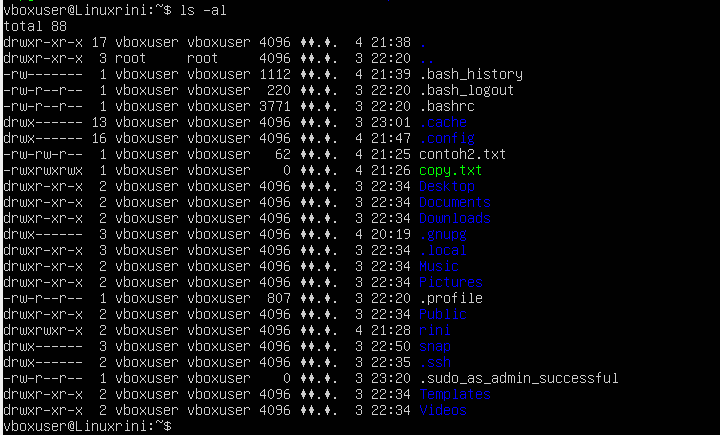 vboxuser@Linuxrini:~$ ls -al
total 88
drwxr-xr-x 17 vboxuser vboxuser 4096 ♦♦.♦.  4 21:38 .
drwxr-xr-x  3 root     root     4096 ♦♦.♦.  3 22:20 ..
-rw-------  1 vboxuser vboxuser 1112 ♦♦.♦.  4 21:39 .bash_history
-rw-r--r--  1 vboxuser vboxuser  220 ♦♦.♦.  3 22:20 .bash_logout
-rw-r--r--  1 vboxuser vboxuser 3771 ♦♦.♦.  3 22:20 .bashrc
drwx------ 13 vboxuser vboxuser 4096 ♦♦.♦.  3 23:01 .cache
drwx------ 16 vboxuser vboxuser 4096 ♦♦.♦.  4 21:47 .config
-rw-rw-r--  1 vboxuser vboxuser   62 ♦♦.♦.  4 21:25 contoh2.txt
-rwxrwxrwx  1 vboxuser vboxuser    0 ♦♦.♦.  4 21:26 copy.txt
drwxr-xr-x  2 vboxuser vboxuser 4096 ♦♦.♦.  3 22:34 Desktop
drwxr-xr-x  2 vboxuser vboxuser 4096 ♦♦.♦.  3 22:34 Documents
drwxr-xr-x  2 vboxuser vboxuser 4096 ♦♦.♦.  3 22:34 Downloads
drwx------  3 vboxuser vboxuser 4096 ♦♦.♦.  4 20:19 .gnupg
drwxr-xr-x  3 vboxuser vboxuser 4096 ♦♦.♦.  3 22:34 .local
drwxr-xr-x  2 vboxuser vboxuser 4096 ♦♦.♦.  3 22:34 Music
drwxr-xr-x  2 vboxuser vboxuser 4096 ♦♦.♦.  3 22:34 Pictures
-rw-r--r--  1 vboxuser vboxuser  807 ♦♦.♦.  3 22:20 .profile
drwxr-xr-x  2 vboxuser vboxuser 4096 ♦♦.♦.  3 22:34 Public
drwxrwxr-x  2 vboxuser vboxuser 4096 ♦♦.♦.  4 21:28 rini
drwx------  3 vboxuser vboxuser 4096 ♦♦.♦.  3 22:50 snap
drwx------  2 vboxuser vboxuser 4096 ♦♦.♦.  3 22:35 .ssh
-rw-r--r--  1 vboxuser vboxuser    0 ♦♦.♦.  3 23:20 .sudo_as_admin_successful
drwxr-xr-x  2 vboxuser vboxuser 4096 ♦♦.♦.  3 22:34 Templates
drwxr-xr-x  2 vboxuser vboxuser 4096 ♦♦.♦.  3 22:34 Videos
vboxuser@Linuxrini:~$